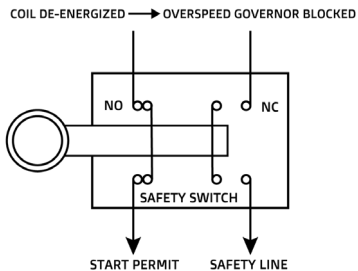 COIL DE-ENERGIZED → OVERSPEED GOVERNOR BLOCKED
NO NC
SAFETY SWITCH
START PERMIT SAFETY LINE